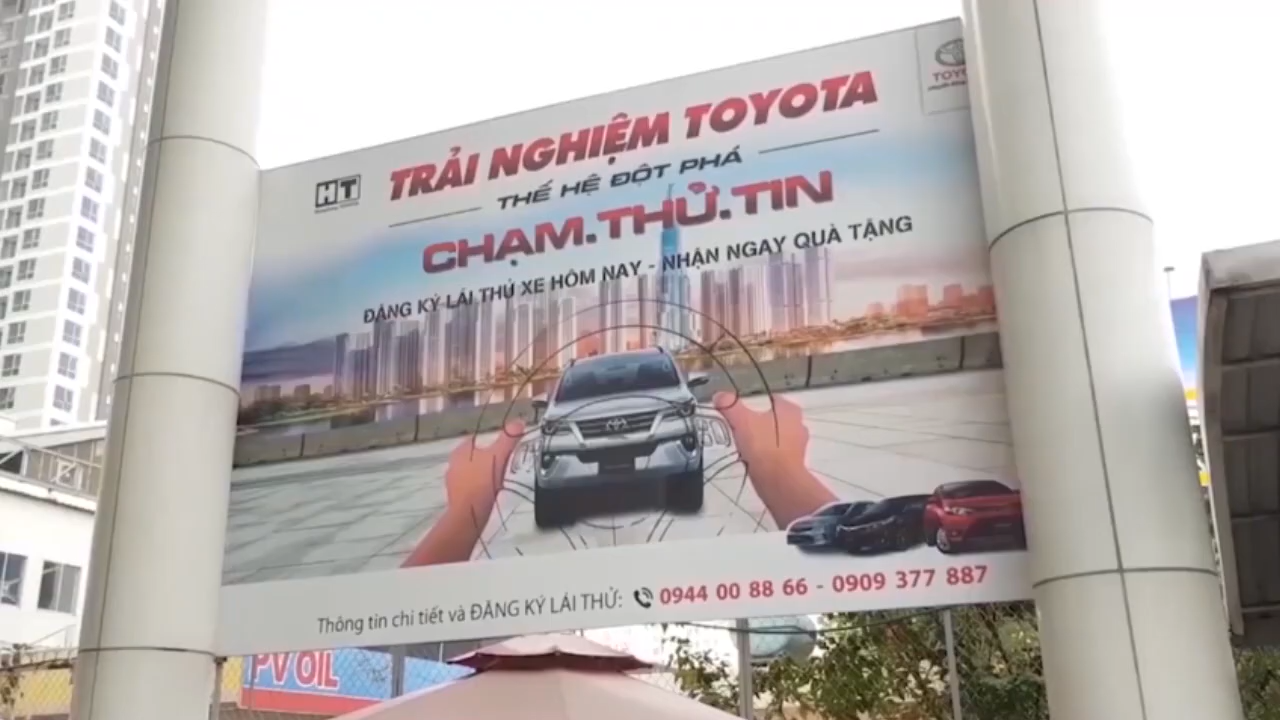 HT
TRẢI NGHIỆM TOYOTA
THẾ HỆ ĐỘT PHÁ
CHẠM.THỬ.TIN
ĐĂNG KÝ LÁI THỬ XE HÔM NAY - NHẬN NGAY QUÀ TẶNG
Thông tin chi tiết và ĐĂNG KÝ LÁI THỬ: 0944 00 88 66 - 0909 377 887
PV OIL